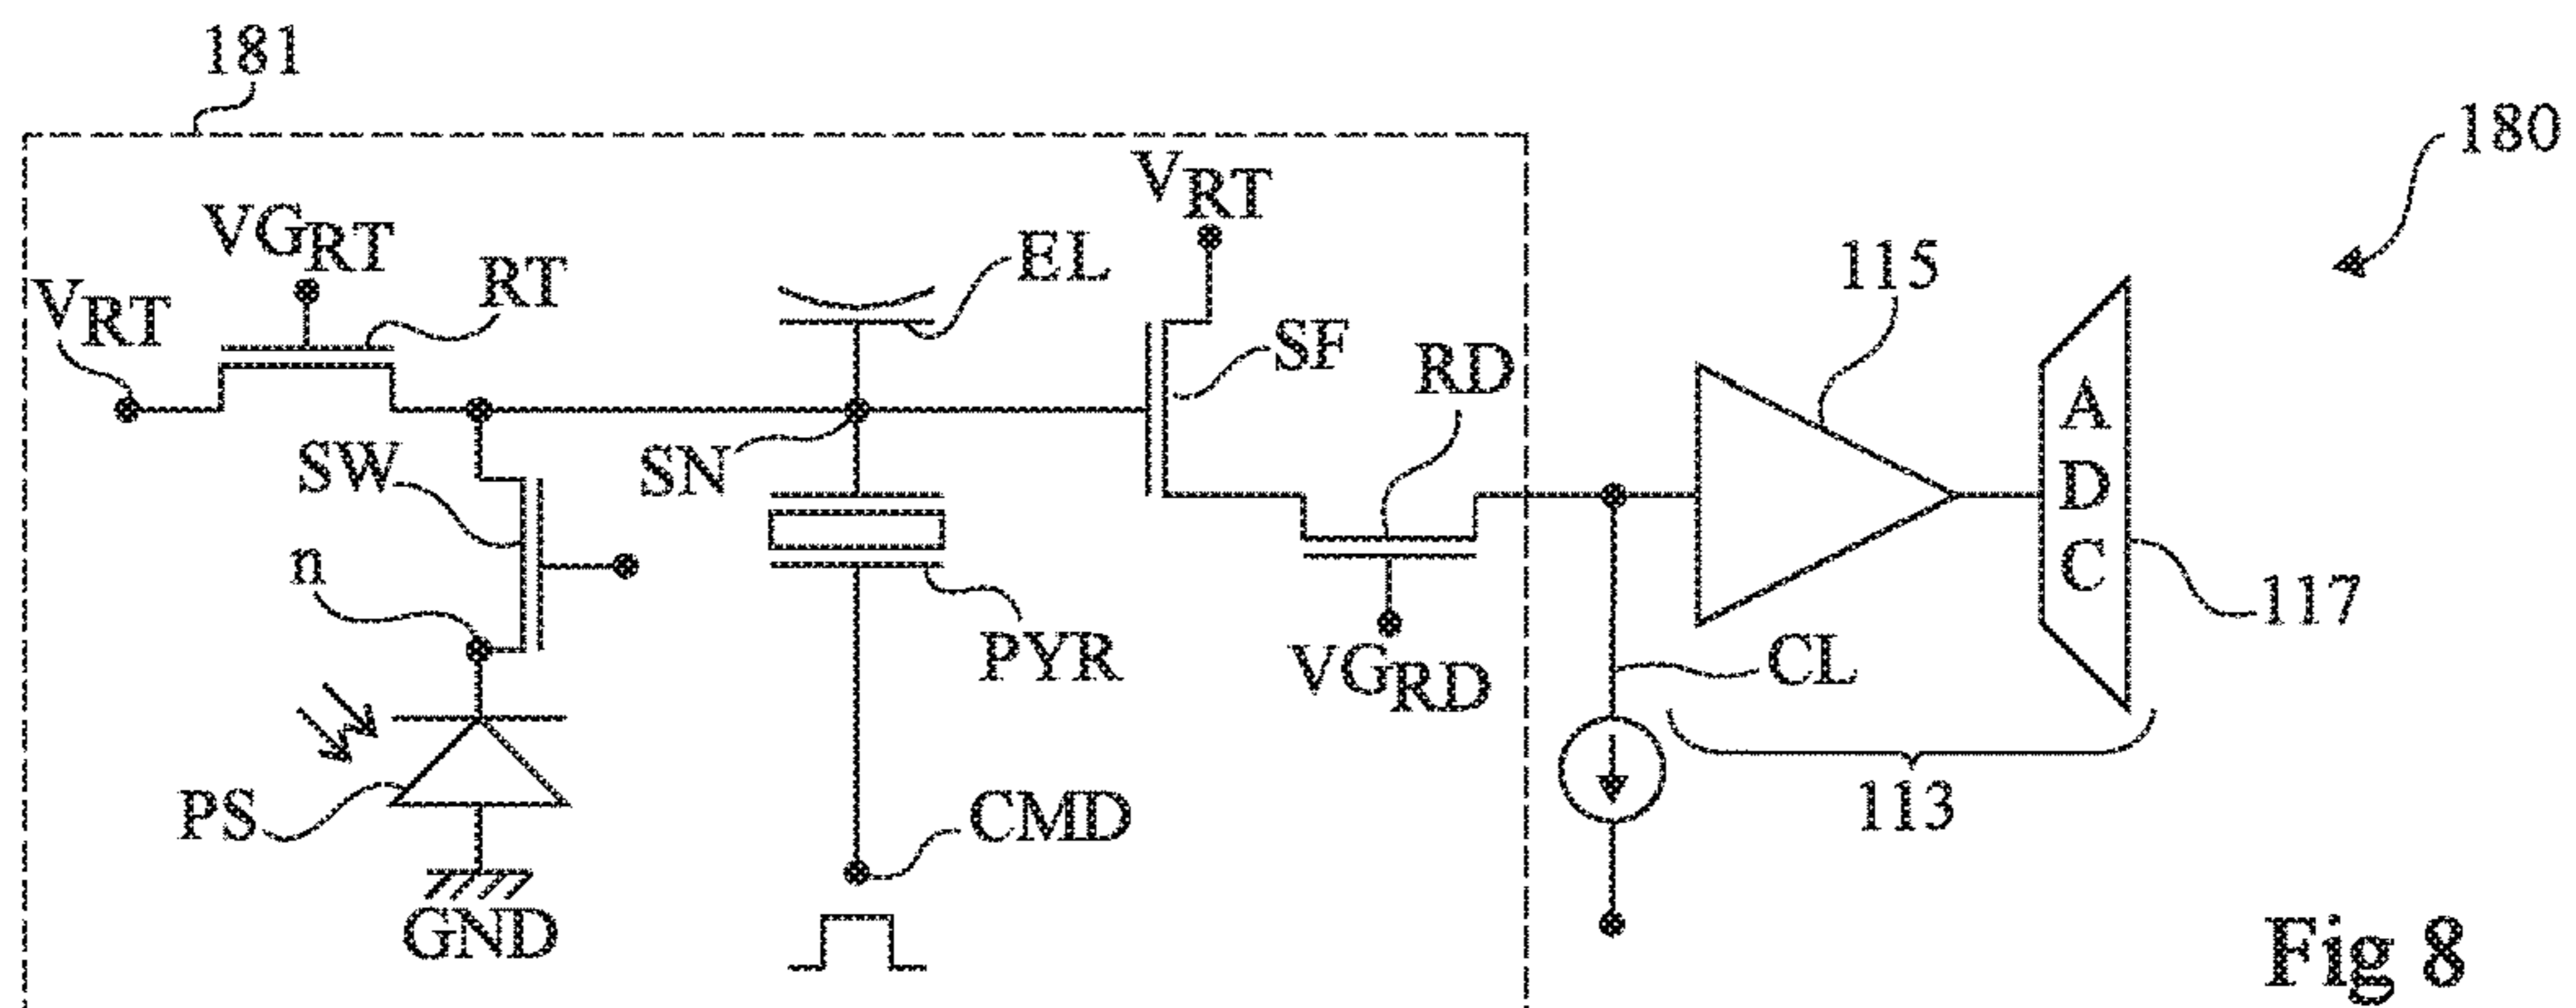 181
180
VRT
VGRT
EL
115
RT
VRT
SF
RD
ADC
SW
SN
n
117
PYR
CL
VGRD
PS
CMD
113
GND
Fig 8